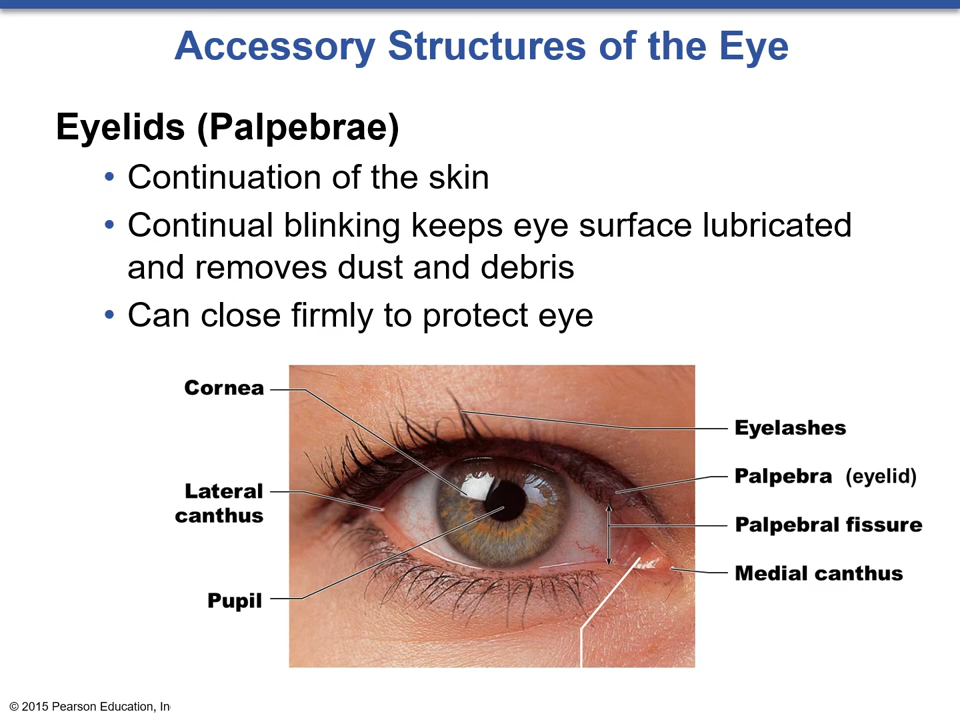 Accessory Structures of the Eye
Eyelids (Palpebrae)
• Continuation of the skin
• Continual blinking keeps eye surface lubricated
and removes dust and debris
• Can close firmly to protect eye
Cornea
Lateral
canthus
Pupil
Eyelashes
Palpebra (eyelid)
Palpebral fissure
Medial canthus
© 2015 Pearson Education, In